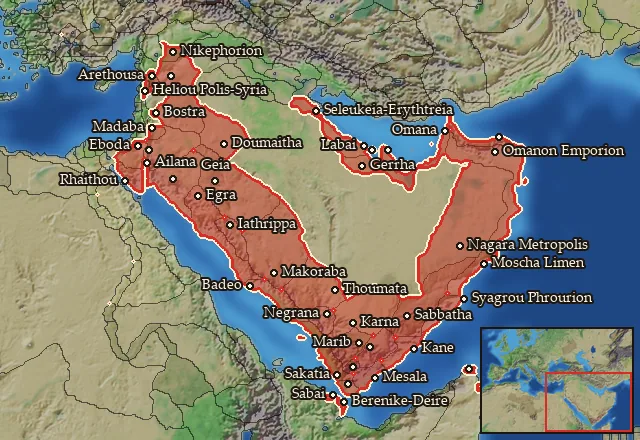 Nikephorion
Arethousa
Heliou Polis-Syria
Bostra
Seleukeia-Erythtreia
Madaba
Omana
Eboda
Doumaitha
Labai
Omanon Emporion
Ailana
Geia
Gerrha
Rhaithou
Egra
Iathrippa
Nagara Metropolis
Moscha Limen
Makoraba
Badeo
Thoumata
Syagrou Phrourion
Negrana
Karna
Sabbatha
Marib
Kane
Sakatia
Mesala
Sabai
Berenike-Deire